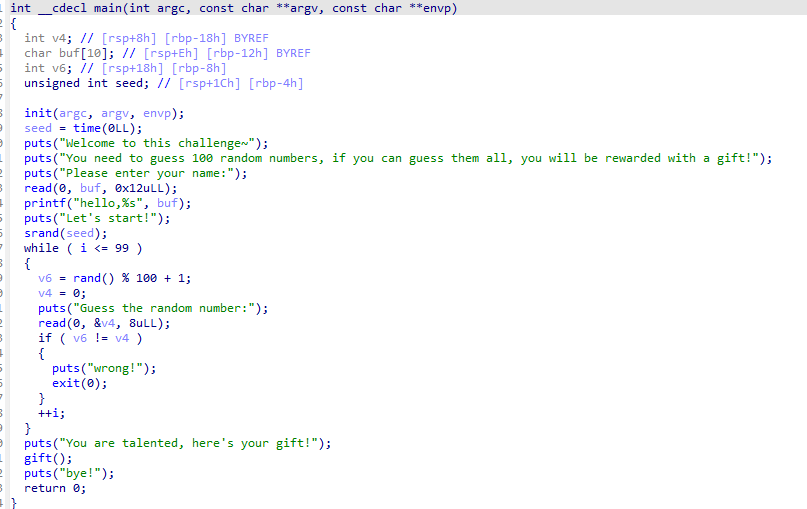 int __cdecl main(int argc, const char **argv, const char **envp)
{
  int v4; // [rsp+8h] [rbp-18h] BYREF
  char buf[10]; // [rsp+Eh] [rbp-12h] BYREF
  int v6; // [rsp+18h] [rbp-8h]
  unsigned int seed; // [rsp+1Ch] [rbp-4h]
  init(argc, argv, envp);
  seed = time(0LL);
  puts("Welcome to this challenge~");
  puts("You need to guess 100 random numbers, if you can guess them all, you will be rewarded with a gift!");
  puts("Please enter your name:");
  read(0, buf, 0x12uLL);
  printf("hello,%s", buf);
  puts("Let's start!");
  srand(seed);
  while ( i <= 99 )
  {
    v6 = rand() % 100 + 1;
    v4 = 0;
    puts("Guess the random number:");
    read(0, &v4, 8uLL);
    if ( v6 != v4 )
    {
      puts("wrong!");
      exit(0);
    }
    ++i;
  }
  puts("You are talented, here's your gift!");
  gift();
  puts("bye!");
  return 0;
}